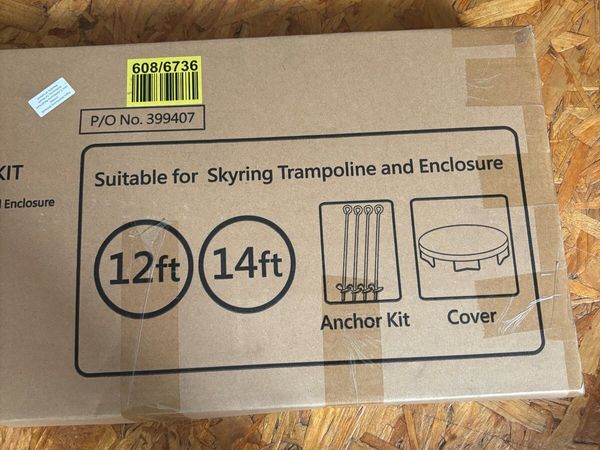 608/6736
P/O No. 399407
KIT
Enclosure
Suitable for Skyring Trampoline and Enclosure
12ft
14ft
Anchor Kit
Cover